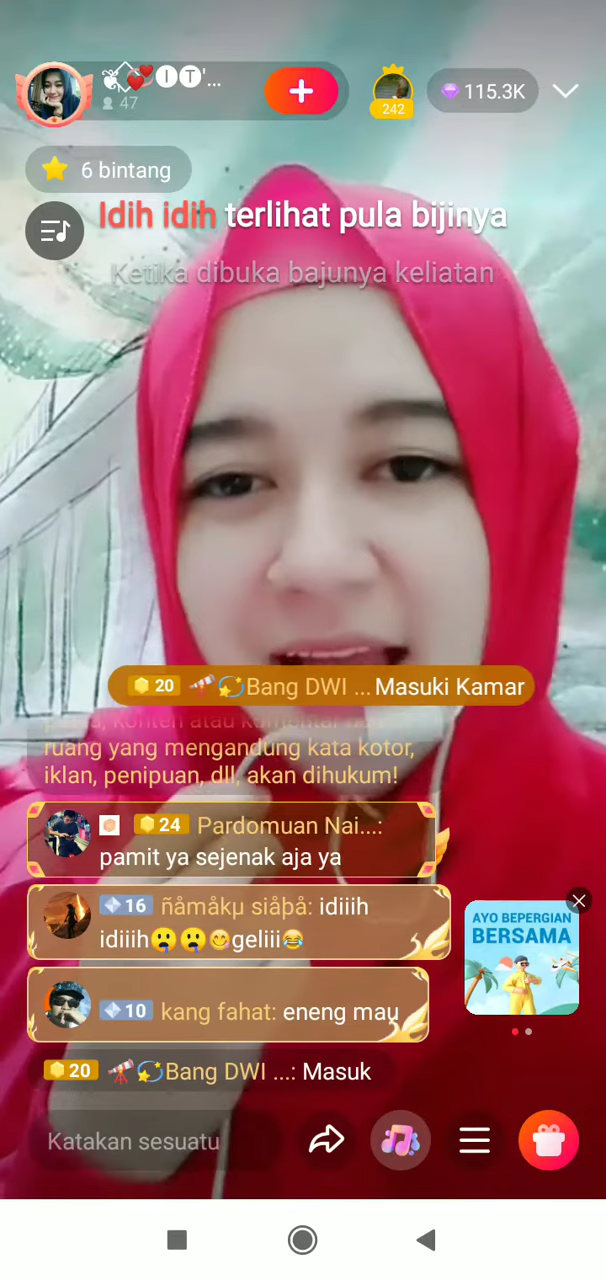 🅘🅣'...
47
242
115.3K
6 bintang
Idih idih terlihat pula bijinya
Ketika dibuka bajunya keliatan
20 Bang DWI ... Masuki Kamar
konten atau komentar
ruang yang mengandung kata kotor,
iklan, penipuan, dll, akan dihukum!
24 Pardomuan Nai...:
pamit ya sejenak aja ya
16 ñåmåkµ siåþå: idiiih
idiiih😲😲😋geliii😂
AYO BEPERGIAN
BERSAMA
10 kang fahat: eneng mau
20 Bang DWI ...: Masuk
Katakan sesuatu